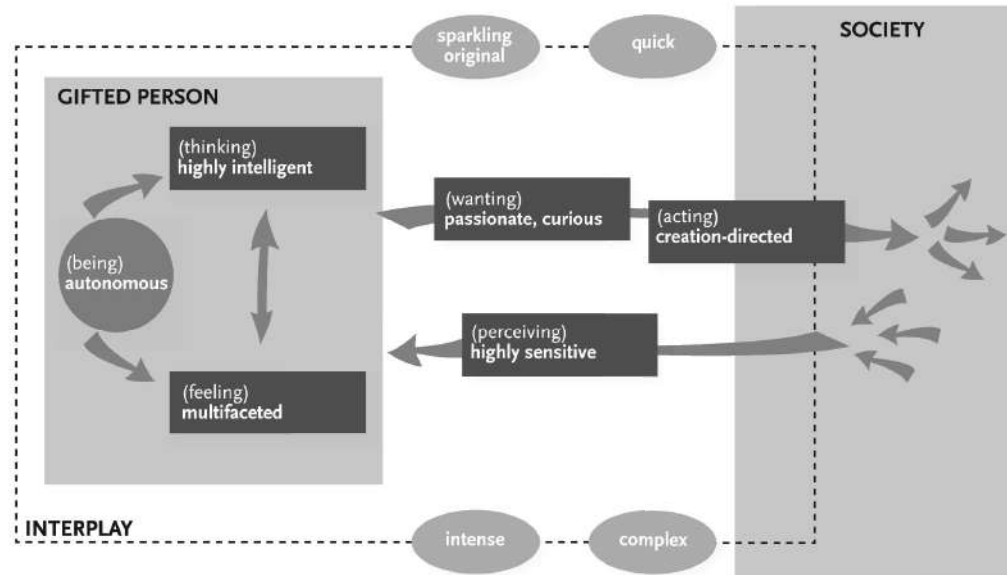 sparkling
original
quick
SOCIETY
GIFTED PERSON
(thinking)
highly intelligent
(wanting)
passionate, curious
(acting)
creation-directed
(being)
autonomous
(perceiving)
highly sensitive
(feeling)
multifaceted
INTERPLAY
intense
complex